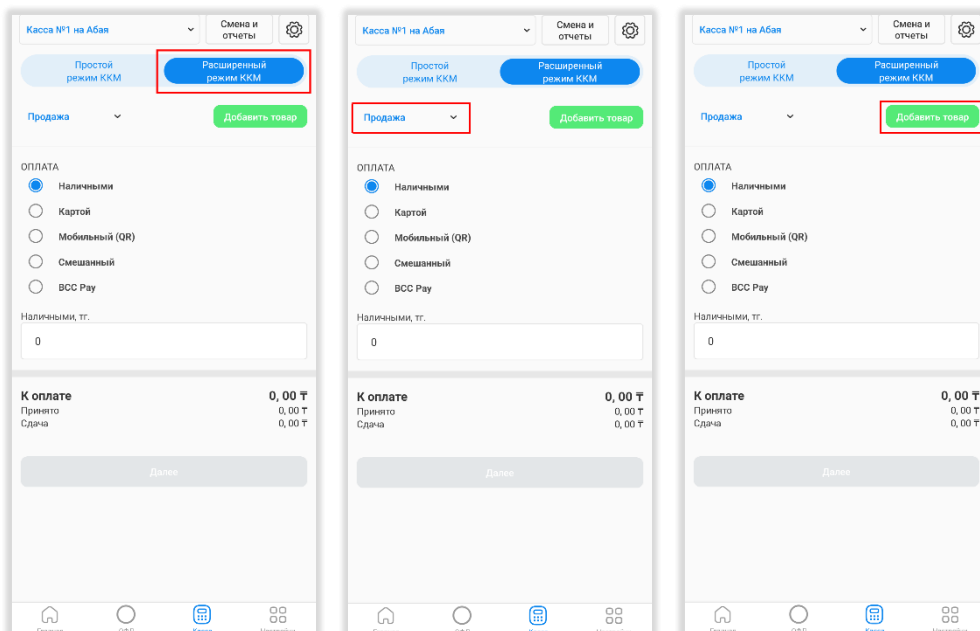 Касса №1 на Абая
Смена и
отчеты
Простой
режим ККМ
Расширенный
режим ККМ
Продажа
Добавить товар
ОПЛАТА
Наличными
Картой
Мобильный (QR)
Смешанный
BCC Pay
Наличными, тг.
0
К оплате 0, 00 ₸
Принято 0, 00 ₸
Сдача 0, 00 ₸
Далее
Касса №1 на Абая
Смена и
отчеты
Простой
режим ККМ
Расширенный
режим ККМ
Продажа
Добавить товар
ОПЛАТА
Наличными
Картой
Мобильный (QR)
Смешанный
BCC Pay
Наличными, тг.
0
К оплате 0, 00 ₸
Принято 0, 00 ₸
Сдача 0, 00 ₸
Далее
Касса №1 на Абая
Смена и
отчеты
Простой
режим ККМ
Расширенный
режим ККМ
Продажа
Добавить товар
ОПЛАТА
Наличными
Картой
Мобильный (QR)
Смешанный
BCC Pay
Наличными, тг.
0
К оплате 0, 00 ₸
Принято 0, 00 ₸
Сдача 0, 00 ₸
Далее